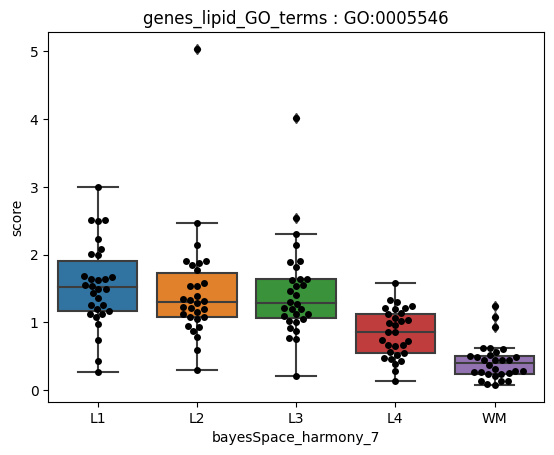 genes_lipid_GO_terms : GO:0005546
5
4
3
2
1
0
score
L1 L2 L3 L4 WM
bayesSpace_harmony_7